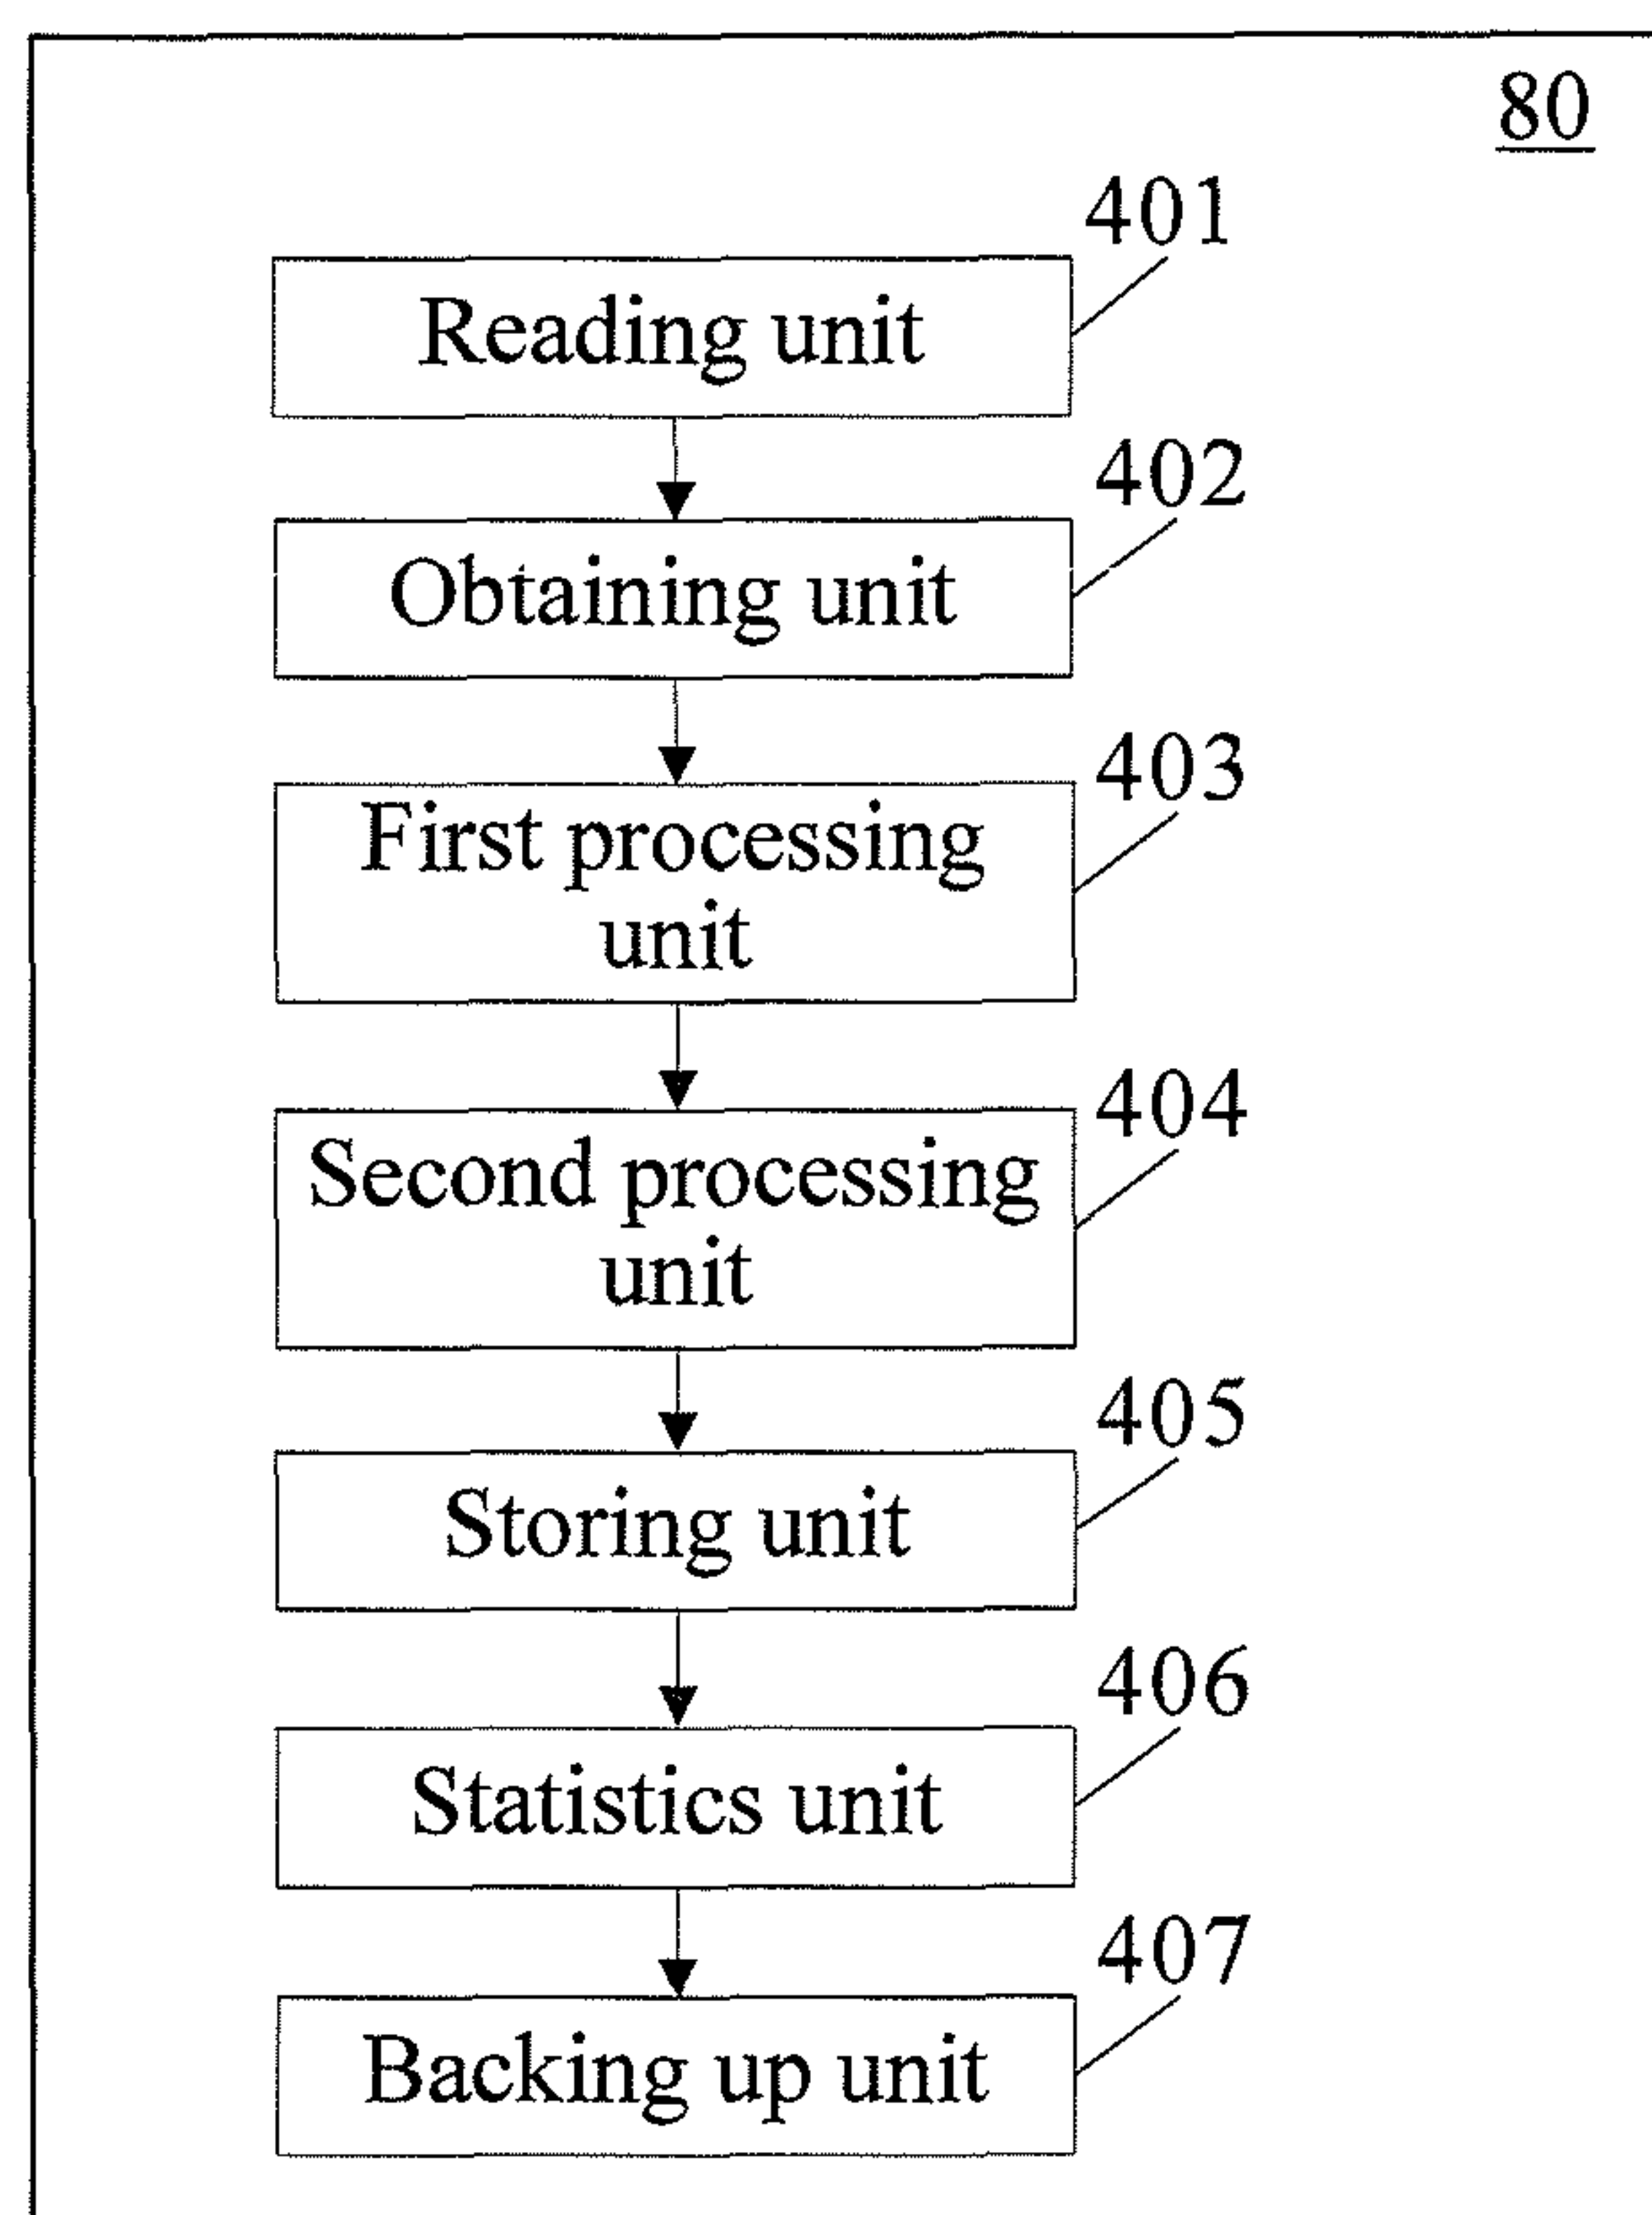 80
401
Reading unit
402
Obtaining unit
403
First processing
unit
404
Second processing
unit
405
Storing unit
406
Statistics unit
407
Backing up unit